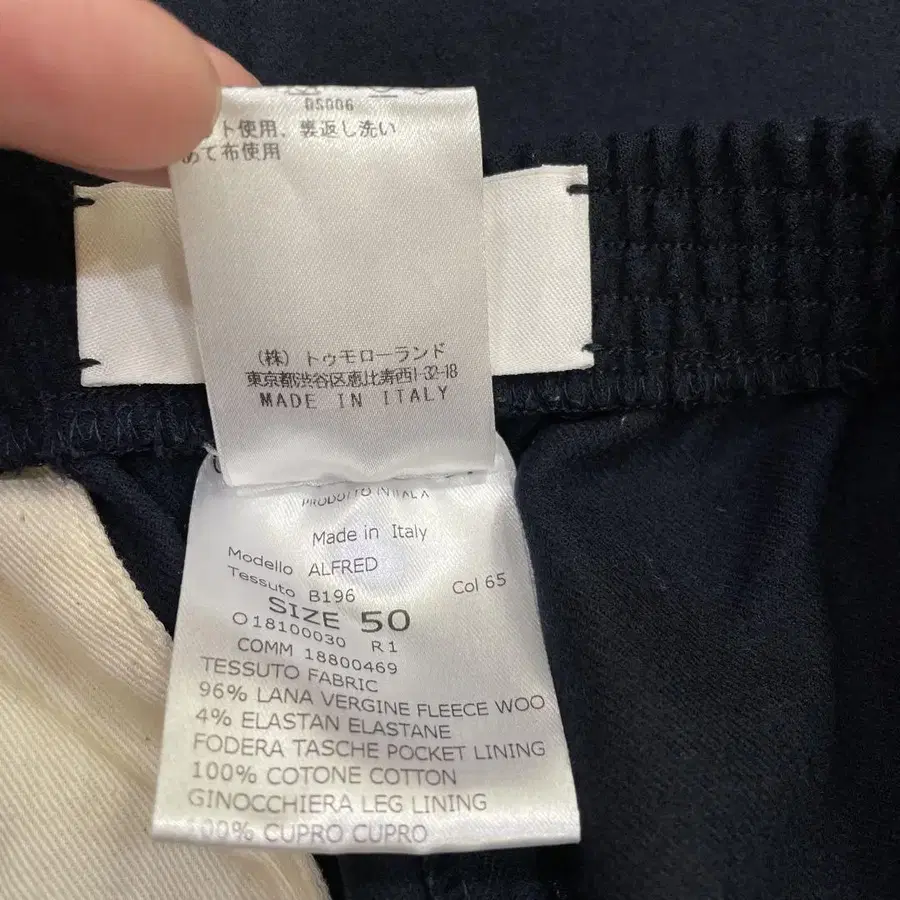 DS006
ト使用、裏返し洗い
めて布使用
（株）トゥモローランド
東京都渋谷区恵比寿西1-32-18
MADE IN ITALY
Made in Italy
Modello ALFRED
Tessuto B196 Col 65
SIZE 50
O18100030 R1
COMM 18800469
TESSUTO FABRIC
96% LANA VERGINE FLEECE WOO
4% ELASTAN ELASTANE
FODERA TASCHE POCKET LINING
100% COTONE COTTON
GINOCCHIERA LEG LINING
100% CUPRO CUPRO